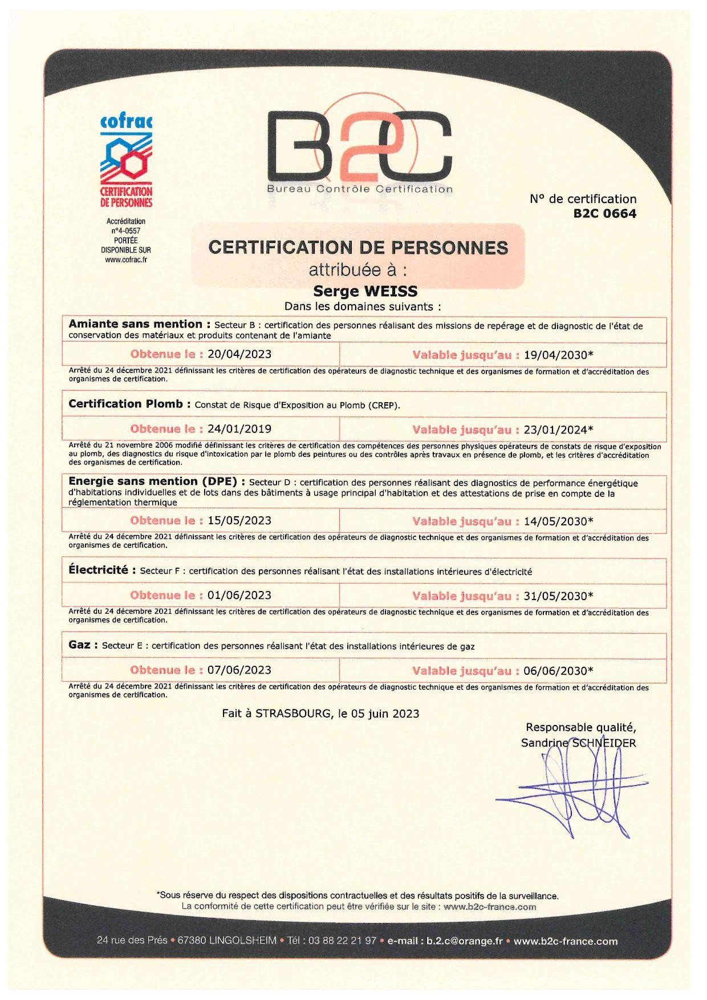 cofrac
CERTIFICATION
DE PERSONNES
Accréditation
n°4-0557
PORTÉE
DISPONIBLE SUR
www.cofrac.fr
B2C
Bureau Contrôle Certification
N° de certification
B2C 0664
CERTIFICATION DE PERSONNES
attribuée à :
Serge WEISS
Dans les domaines suivants :
Amiante sans mention : Secteur B : certification des personnes réalisant des missions de repérage et de diagnostic de l'état de
conservation des matériaux et produits contenant de l'amiante
Obtenue le : 20/04/2023 Valable jusqu'au : 19/04/2030*
Arrêté du 24 décembre 2021 définissant les critères de certification des opérateurs de diagnostic technique et des organismes de formation et d'accréditation des
organismes de certification.
Certification Plomb : Constat de Risque d'Exposition au Plomb (CREP).
Obtenue le : 24/01/2019 Valable jusqu'au : 23/01/2024*
Arrêté du 21 novembre 2006 modifié définissant les critères de certification des compétences des personnes physiques opérateurs de constats de risque d'exposition
au plomb, des diagnostics du risque d'intoxication par le plomb des peintures ou des contrôles après travaux en présence de plomb, et les critères d'accréditation
des organismes de certification.
Energie sans mention (DPE) : Secteur D : certification des personnes réalisant des diagnostics de performance énergétique
d'habitations individuelles et de lots dans des bâtiments à usage principal d'habitation et des attestations de prise en compte de la
réglementation thermique
Obtenue le : 15/05/2023 Valable jusqu'au : 14/05/2030*
Arrêté du 24 décembre 2021 définissant les critères de certification des opérateurs de diagnostic technique et des organismes de formation et d'accréditation des
organismes de certification.
Électricité : Secteur F : certification des personnes réalisant l'état des installations intérieures d'électricité
Obtenue le : 01/06/2023 Valable jusqu'au : 31/05/2030*
Arrêté du 24 décembre 2021 définissant les critères de certification des opérateurs de diagnostic technique et des organismes de formation et d'accréditation des
organismes de certification.
Gaz : Secteur E : certification des personnes réalisant l'état des installations intérieures de gaz
Obtenue le : 07/06/2023 Valable jusqu'au : 06/06/2030*
Arrêté du 24 décembre 2021 définissant les critères de certification des opérateurs de diagnostic technique et des organismes de formation et d'accréditation des
organismes de certification.
Fait à STRASBOURG, le 05 juin 2023
Responsable qualité,
Sandrine SCHNEIDER
*Sous réserve du respect des dispositions contractuelles et des résultats positifs de la surveillance.
La conformité de cette certification peut être vérifiée sur le site : www.b2c-france.com
24 rue des Prés • 67380 LINGOLSHEIM • Tél : 03 88 22 21 97 • e-mail : b.2.c@orange.fr • www.b2c-france.com